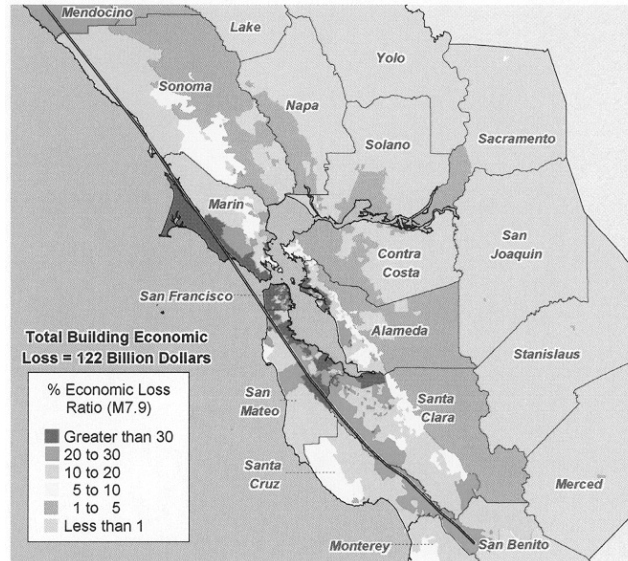 Mendocino
Lake
Yolo
Sonoma
Napa
Solano
Sacramento
Marin
Contra
Costa
San
Joaquin
San Francisco
Alameda
Total Building Economic
Loss = 122 Billion Dollars
Stanislaus
% Economic Loss
Ratio (M7.9)
Greater than 30
20 to 30
10 to 20
5 to 10
1 to 5
Less than 1
San
Mateo
Santa
Clara
Santa
Cruz
Merced
Monterey
San Benito